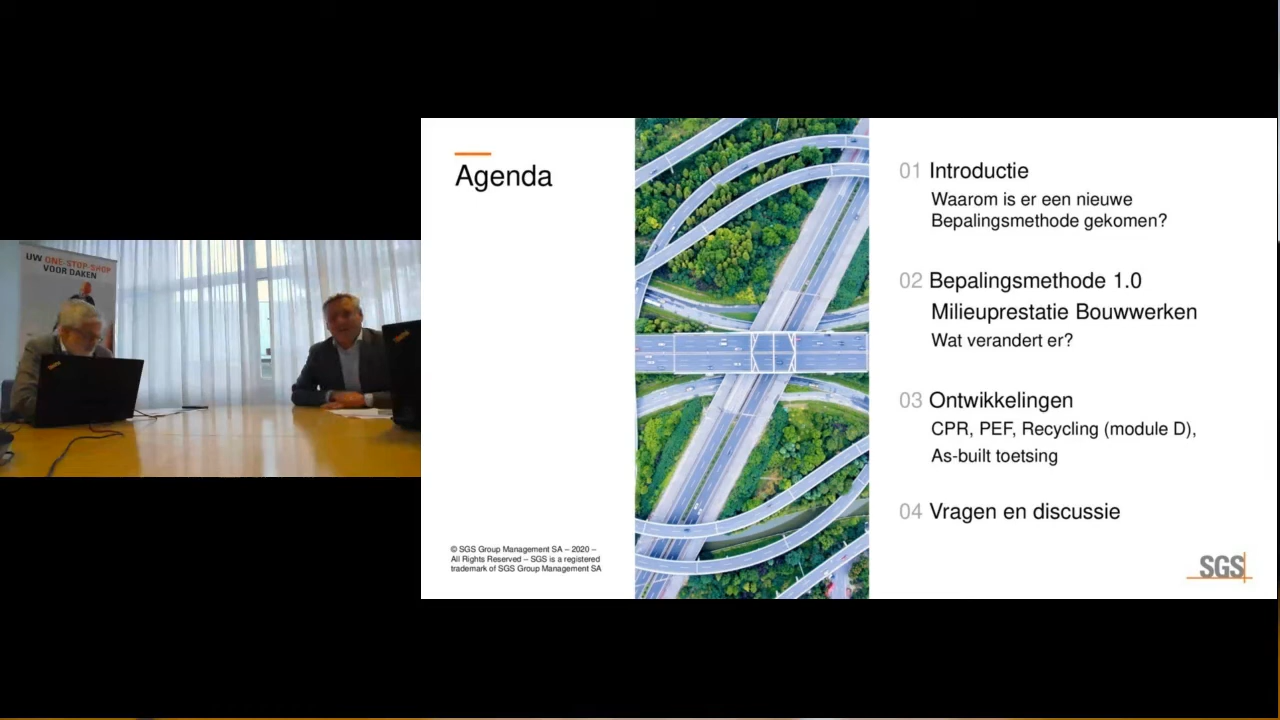 UW ONE-STOP-SHOP
VOOR DAKEN
Agenda
01 Introductie
Waarom is er een nieuwe
Bepalingsmethode gekomen?
02 Bepalingsmethode 1.0
Milieuprestatie Bouwwerken
Wat verandert er?
03 Ontwikkelingen
CPR, PEF, Recycling (module D),
As-built toetsing
04 Vragen en discussie
© SGS Group Management SA – 2020 –
All Rights Reserved – SGS is a registered
trademark of SGS Group Management SA
SGS